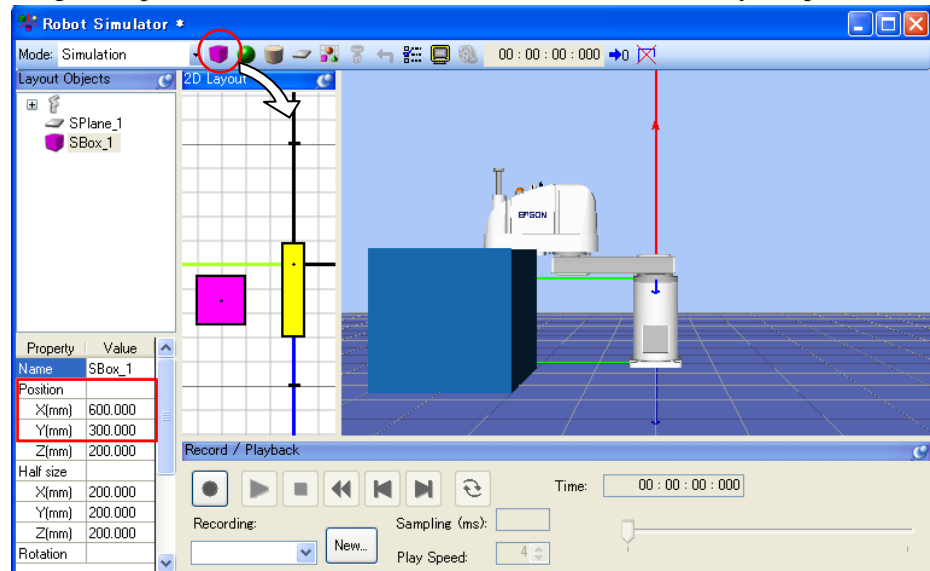 Robot Simulator *
Mode: Simulation
00 : 00 : 00 : 000
0
Layout Objects
2D Layout
SPlane_1
SBox_1
EPSON
Property Value
Name SBox_1
Position
X(mm) 600.000
Y(mm) 300.000
Z(mm) 200.000
Half size
X(mm) 200.000
Y(mm) 200.000
Z(mm) 200.000
Rotation
Record / Playback
Time: 00 : 00 : 00 : 000
Recording:
New...
Sampling (ms):
Play Speed: 4